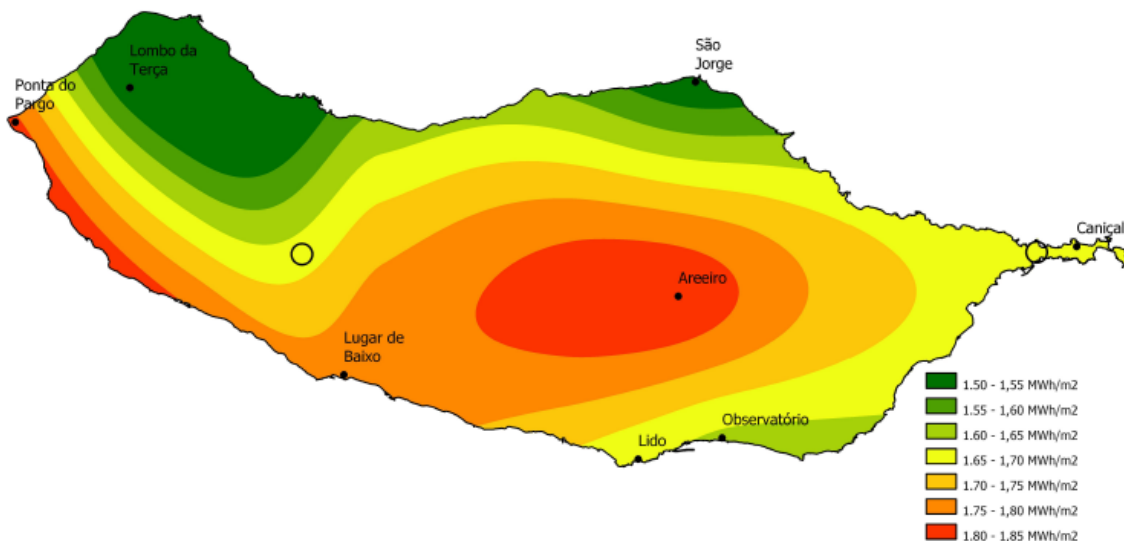 Lombo da
Terça
Ponta do
Pargo
São
Jorge
Caniçal
Areeiro
Lugar de
Baixo
Observatório
Lido
1.50 - 1,55 MWh/m2
1.55 - 1,60 MWh/m2
1.60 - 1,65 MWh/m2
1.65 - 1,70 MWh/m2
1.70 - 1,75 MWh/m2
1.75 - 1,80 MWh/m2
1.80 - 1,85 MWh/m2